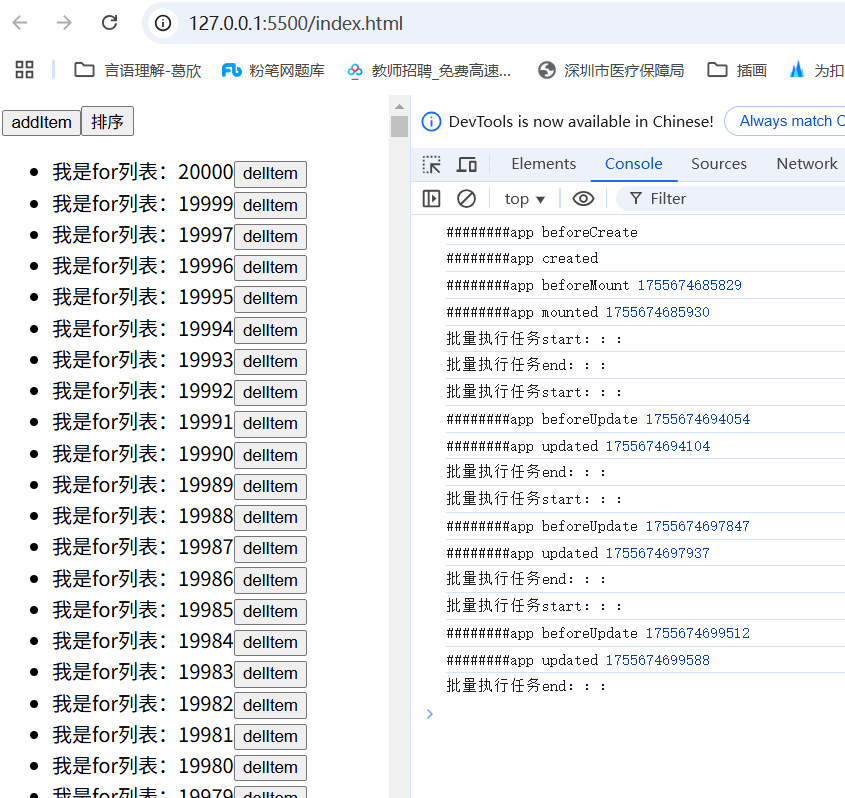 127.0.0.1:5500/index.html
言语理解-葛欣 粉笔网题库 教师招聘_免费高速... 深圳市医疗保障局 插画 为扣
addItem 排序
我是for列表：20000 delItem
我是for列表：19999 delItem
我是for列表：19997 delItem
我是for列表：19996 delItem
我是for列表：19995 delItem
我是for列表：19994 delItem
我是for列表：19993 delItem
我是for列表：19992 delItem
我是for列表：19991 delItem
我是for列表：19990 delItem
我是for列表：19989 delItem
我是for列表：19988 delItem
我是for列表：19987 delItem
我是for列表：19986 delItem
我是for列表：19985 delItem
我是for列表：19984 delItem
我是for列表：19983 delItem
我是for列表：19982 delItem
我是for列表：19981 delItem
我是for列表：19980 delItem
我是for列表：19979 delItem
DevTools is now available in Chinese! Always match C
Elements Console Sources Network
top Filter
########app beforeCreate
########app created
########app beforeMount 1755674685829
########app mounted 1755674685930
批量执行任务start：：：
批量执行任务end：：：
批量执行任务start：：：
########app beforeUpdate 1755674694054
########app updated 1755674694104
批量执行任务end：：：
批量执行任务start：：：
########app beforeUpdate 1755674697847
########app updated 1755674697937
批量执行任务end：：：
批量执行任务start：：：
########app beforeUpdate 1755674699512
########app updated 1755674699588
批量执行任务end：：：